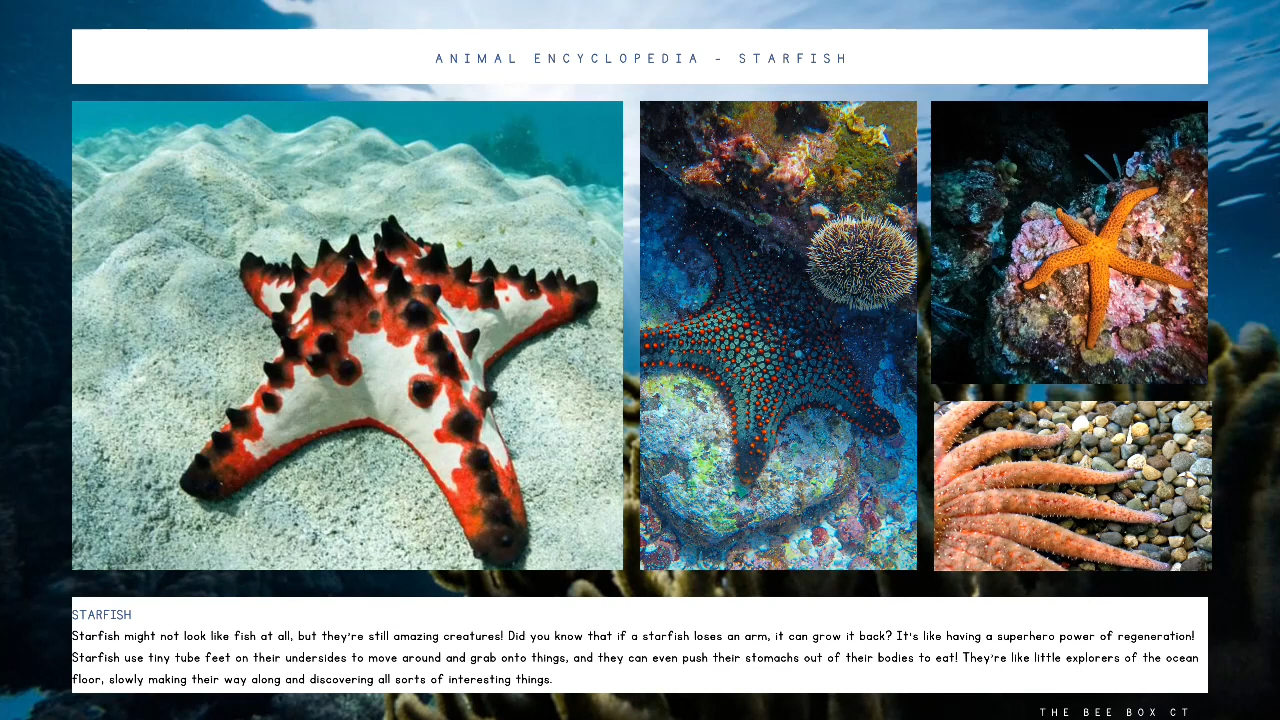 ANIMAL ENCYCLOPEDIA - STARFISH
STARFISH
Starfish might not look like fish at all, but they're still amazing creatures! Did you know that if a starfish loses an arm, it can grow it back? It's like having a superhero power of regeneration!
Starfish use tiny tube feet on their undersides to move around and grab onto things, and they can even push their stomachs out of their bodies to eat! They're like little explorers of the ocean
floor, slowly making their way along and discovering all sorts of interesting things.
THE BEE BOX CT